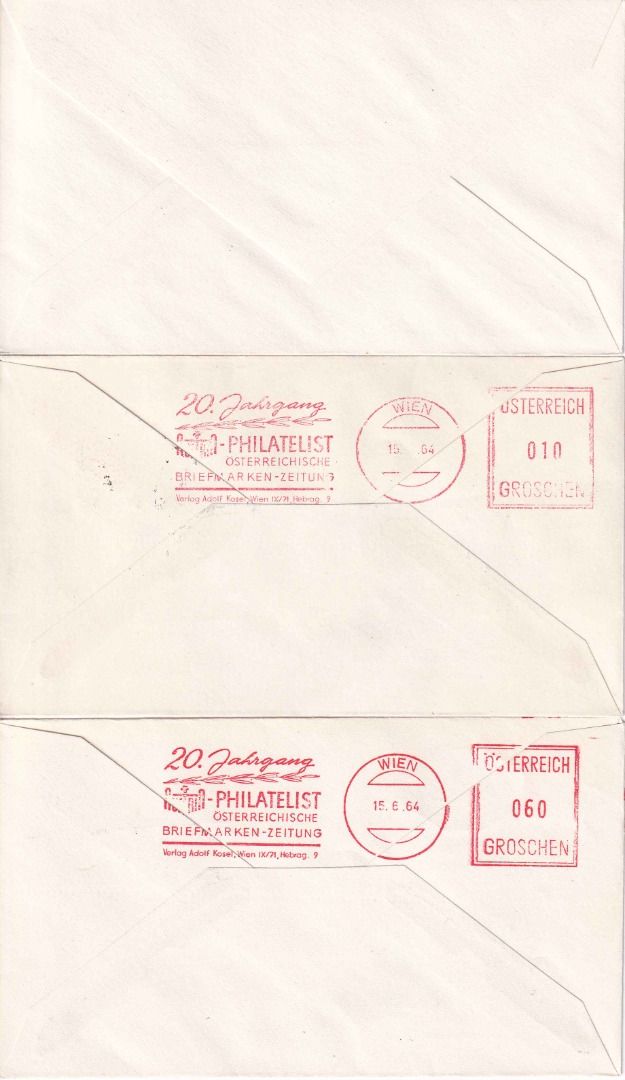 20. Jahrgang
-PHILATELIST
ÖSTERREICHISCHE
BRIEFMARKEN-ZEITUNG
Verlag Adolf Kosel, Wien IX/71, Hebrag. 9
WIEN
15. .64
ÖSTERREICH
010
GROSCHEN
20. Jahrgang
-PHILATELIST
ÖSTERREICHISCHE
BRIEFMARKEN-ZEITUNG
Verlag Adolf Kosel, Wien IX/71, Hebrag. 9
WIEN
15.6.64
ÖSTERREICH
060
GROSCHEN